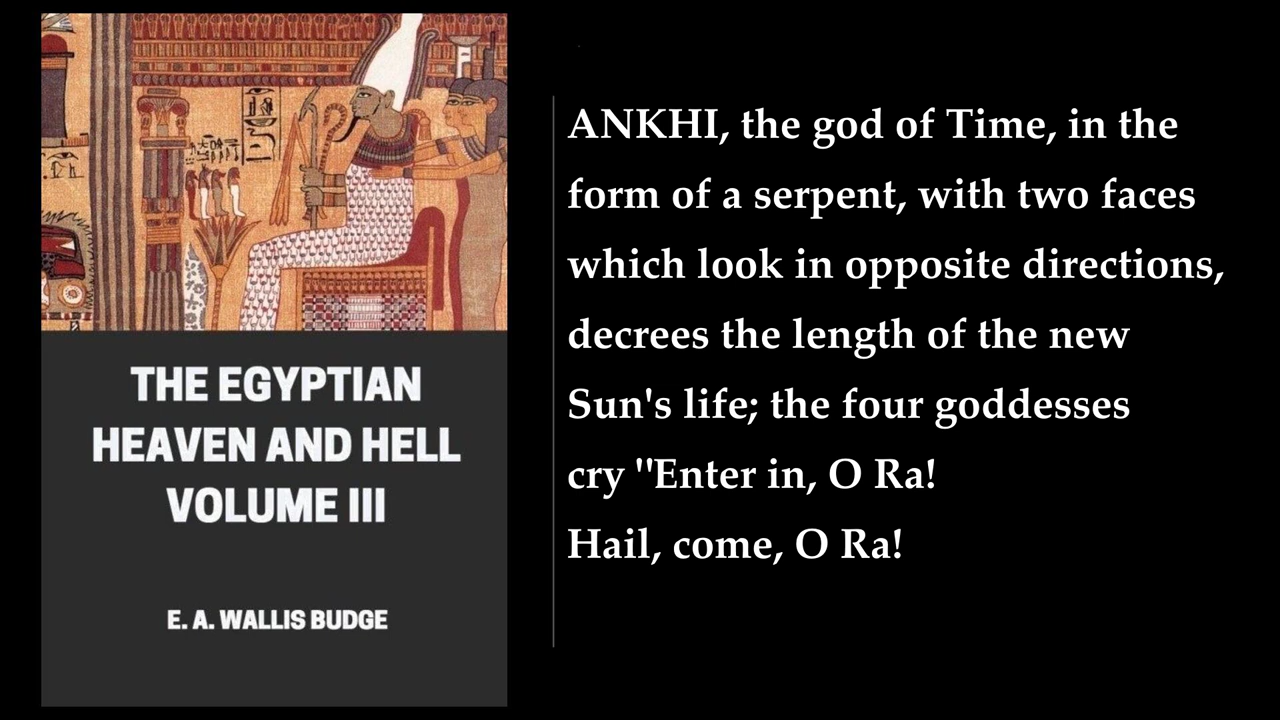 THE EGYPTIAN
HEAVEN AND HELL
VOLUME III
E. A. WALLIS BUDGE
ANKHI, the god of Time, in the
form of a serpent, with two faces
which look in opposite directions,
decrees the length of the new
Sun's life; the four goddesses
cry "Enter in, O Ra!
Hail, come, O Ra!